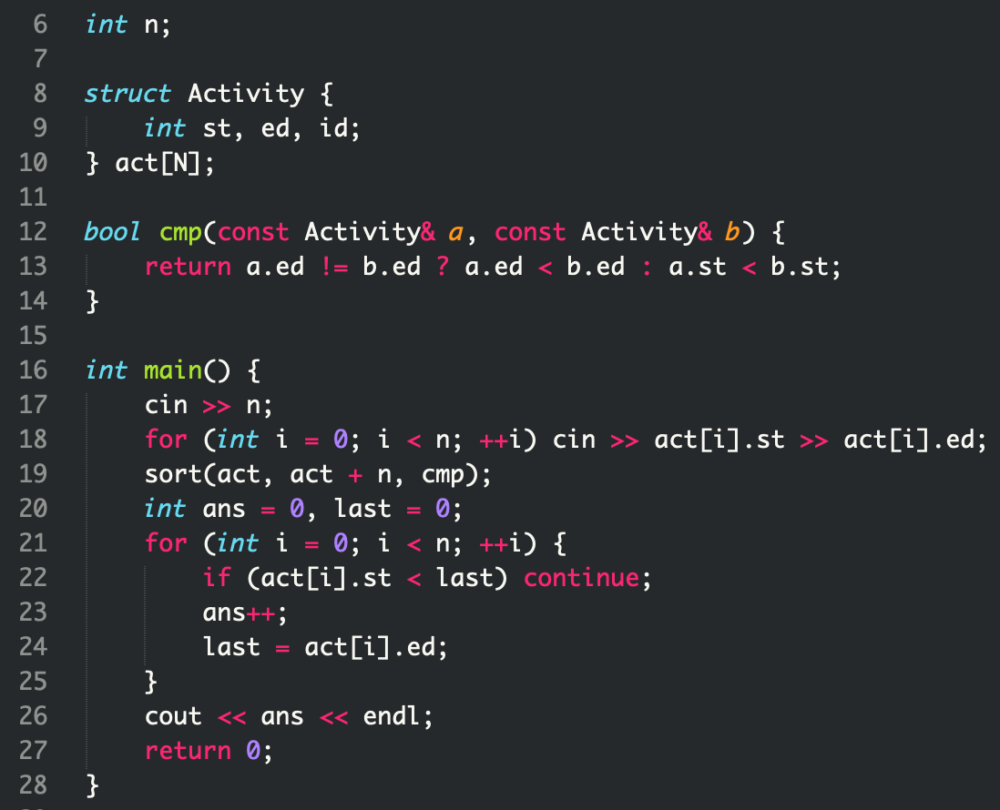 6 int n;
7
8 struct Activity {
9     int st, ed, id;
10 } act[N];
11
12 bool cmp(const Activity& a, const Activity& b) {
13     return a.ed != b.ed ? a.ed < b.ed : a.st < b.st;
14 }
15
16 int main() {
17     cin >> n;
18     for (int i = 0; i < n; ++i) cin >> act[i].st >> act[i].ed;
19     sort(act, act + n, cmp);
20     int ans = 0, last = 0;
21     for (int i = 0; i < n; ++i) {
22         if (act[i].st < last) continue;
23         ans++;
24         last = act[i].ed;
25     }
26     cout << ans << endl;
27     return 0;
28 }